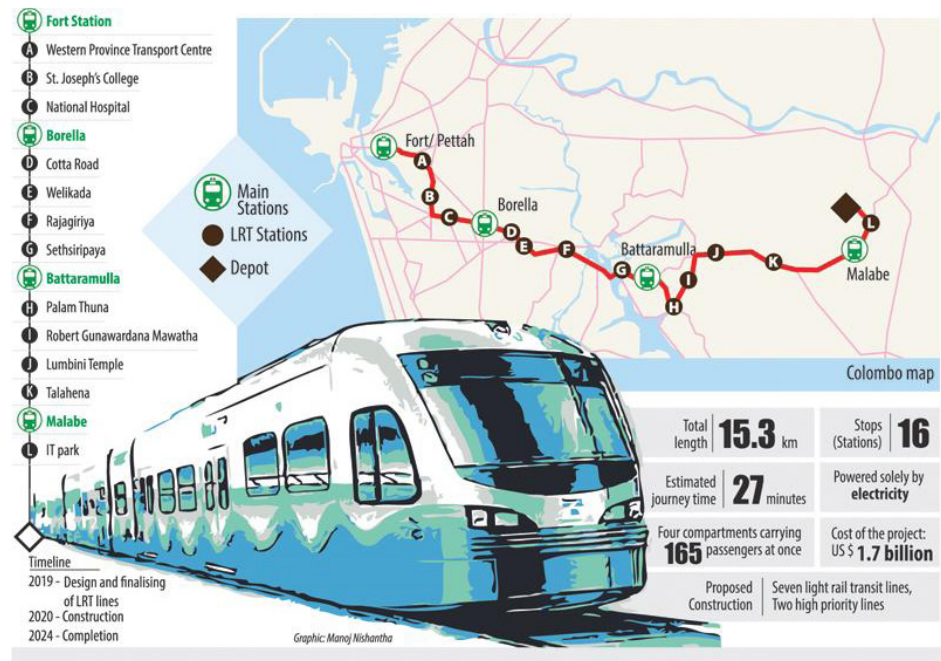 Fort Station
A Western Province Transport Centre
B St. Joseph's College
C National Hospital
Borella
D Cotta Road
E Welikada
F Rajagiriya
G Sethsiripaya
Battaramulla
H Palam Thuna
I Robert Gunawardana Mawatha
J Lumbini Temple
K Talahena
Malabe
L IT park
Timeline
2019 - Design and finalising
of LRT lines
2020 - Construction
2024 - Completion
Main
Stations
LRT Stations
Depot
Fort/ Pettah
A
B
C
Borella
D
E
F
G
Battaramulla
H
I
J
K
L
Malabe
Colombo map
Total
length
15.3 km
Stops
(Stations)
16
Estimated
journey time
27 minutes
Powered solely by
electricity
Four compartments carrying
165 passengers at once
Cost of the project:
US $ 1.7 billion
Proposed
Construction
Seven light rail transit lines,
Two high priority lines
Graphic: Manoj Nishantha